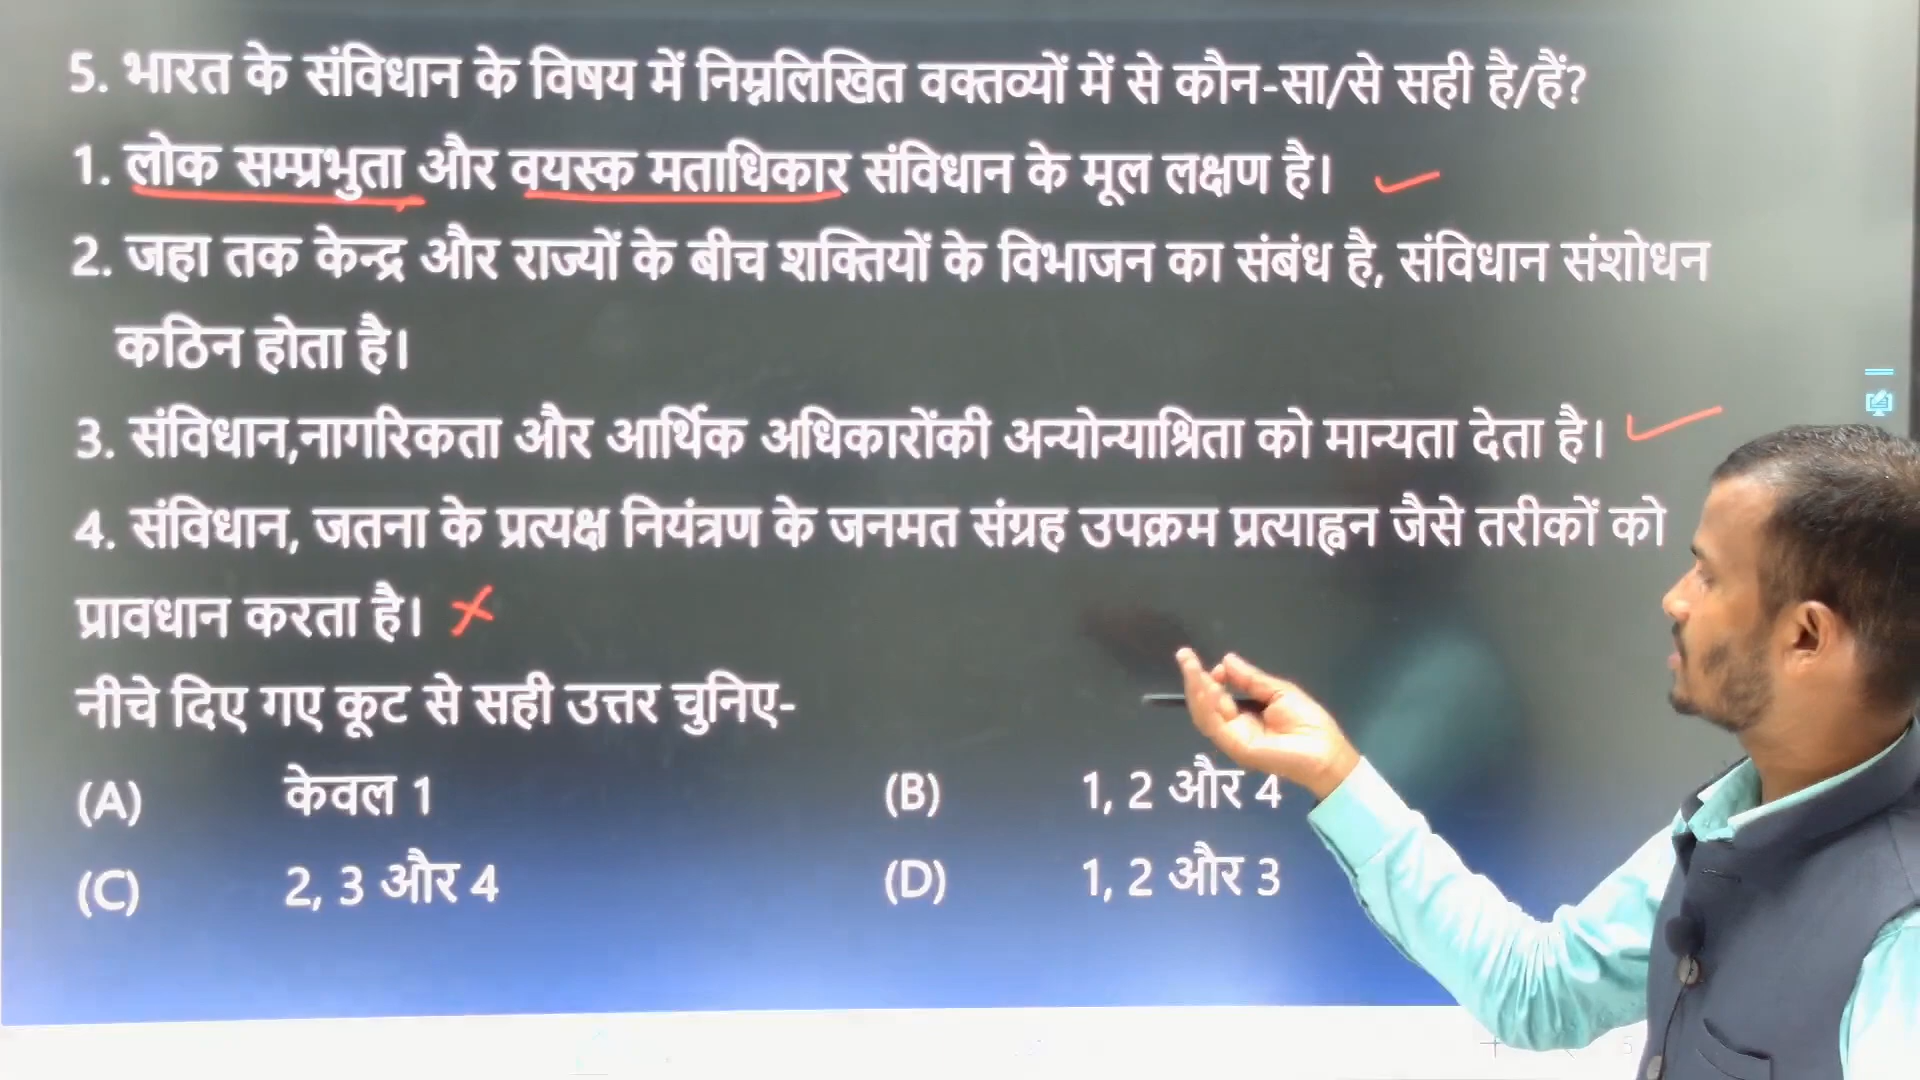 5. भारत के संविधान के विषय में निम्नलिखित वक्तव्यों में से कौन-सा/से सही है/हैं?
1. लोक सम्प्रभुता और वयस्क मताधिकार संविधान के मूल लक्षण है।
2. जहा तक केन्द्र और राज्यों के बीच शक्तियों के विभाजन का संबंध है, संविधान संशोधन
कठिन होता है।
3. संविधान,नागरिकता और आर्थिक अधिकारोंकी अन्योन्याश्रिता को मान्यता देता है।
4. संविधान, जतना के प्रत्यक्ष नियंत्रण के जनमत संग्रह उपक्रम प्रत्याह्वन जैसे तरीकों को
प्रावधान करता है।
नीचे दिए गए कूट से सही उत्तर चुनिए-
(A) केवल 1 (B) 1, 2 और 4
(C) 2, 3 और 4 (D) 1, 2 और 3